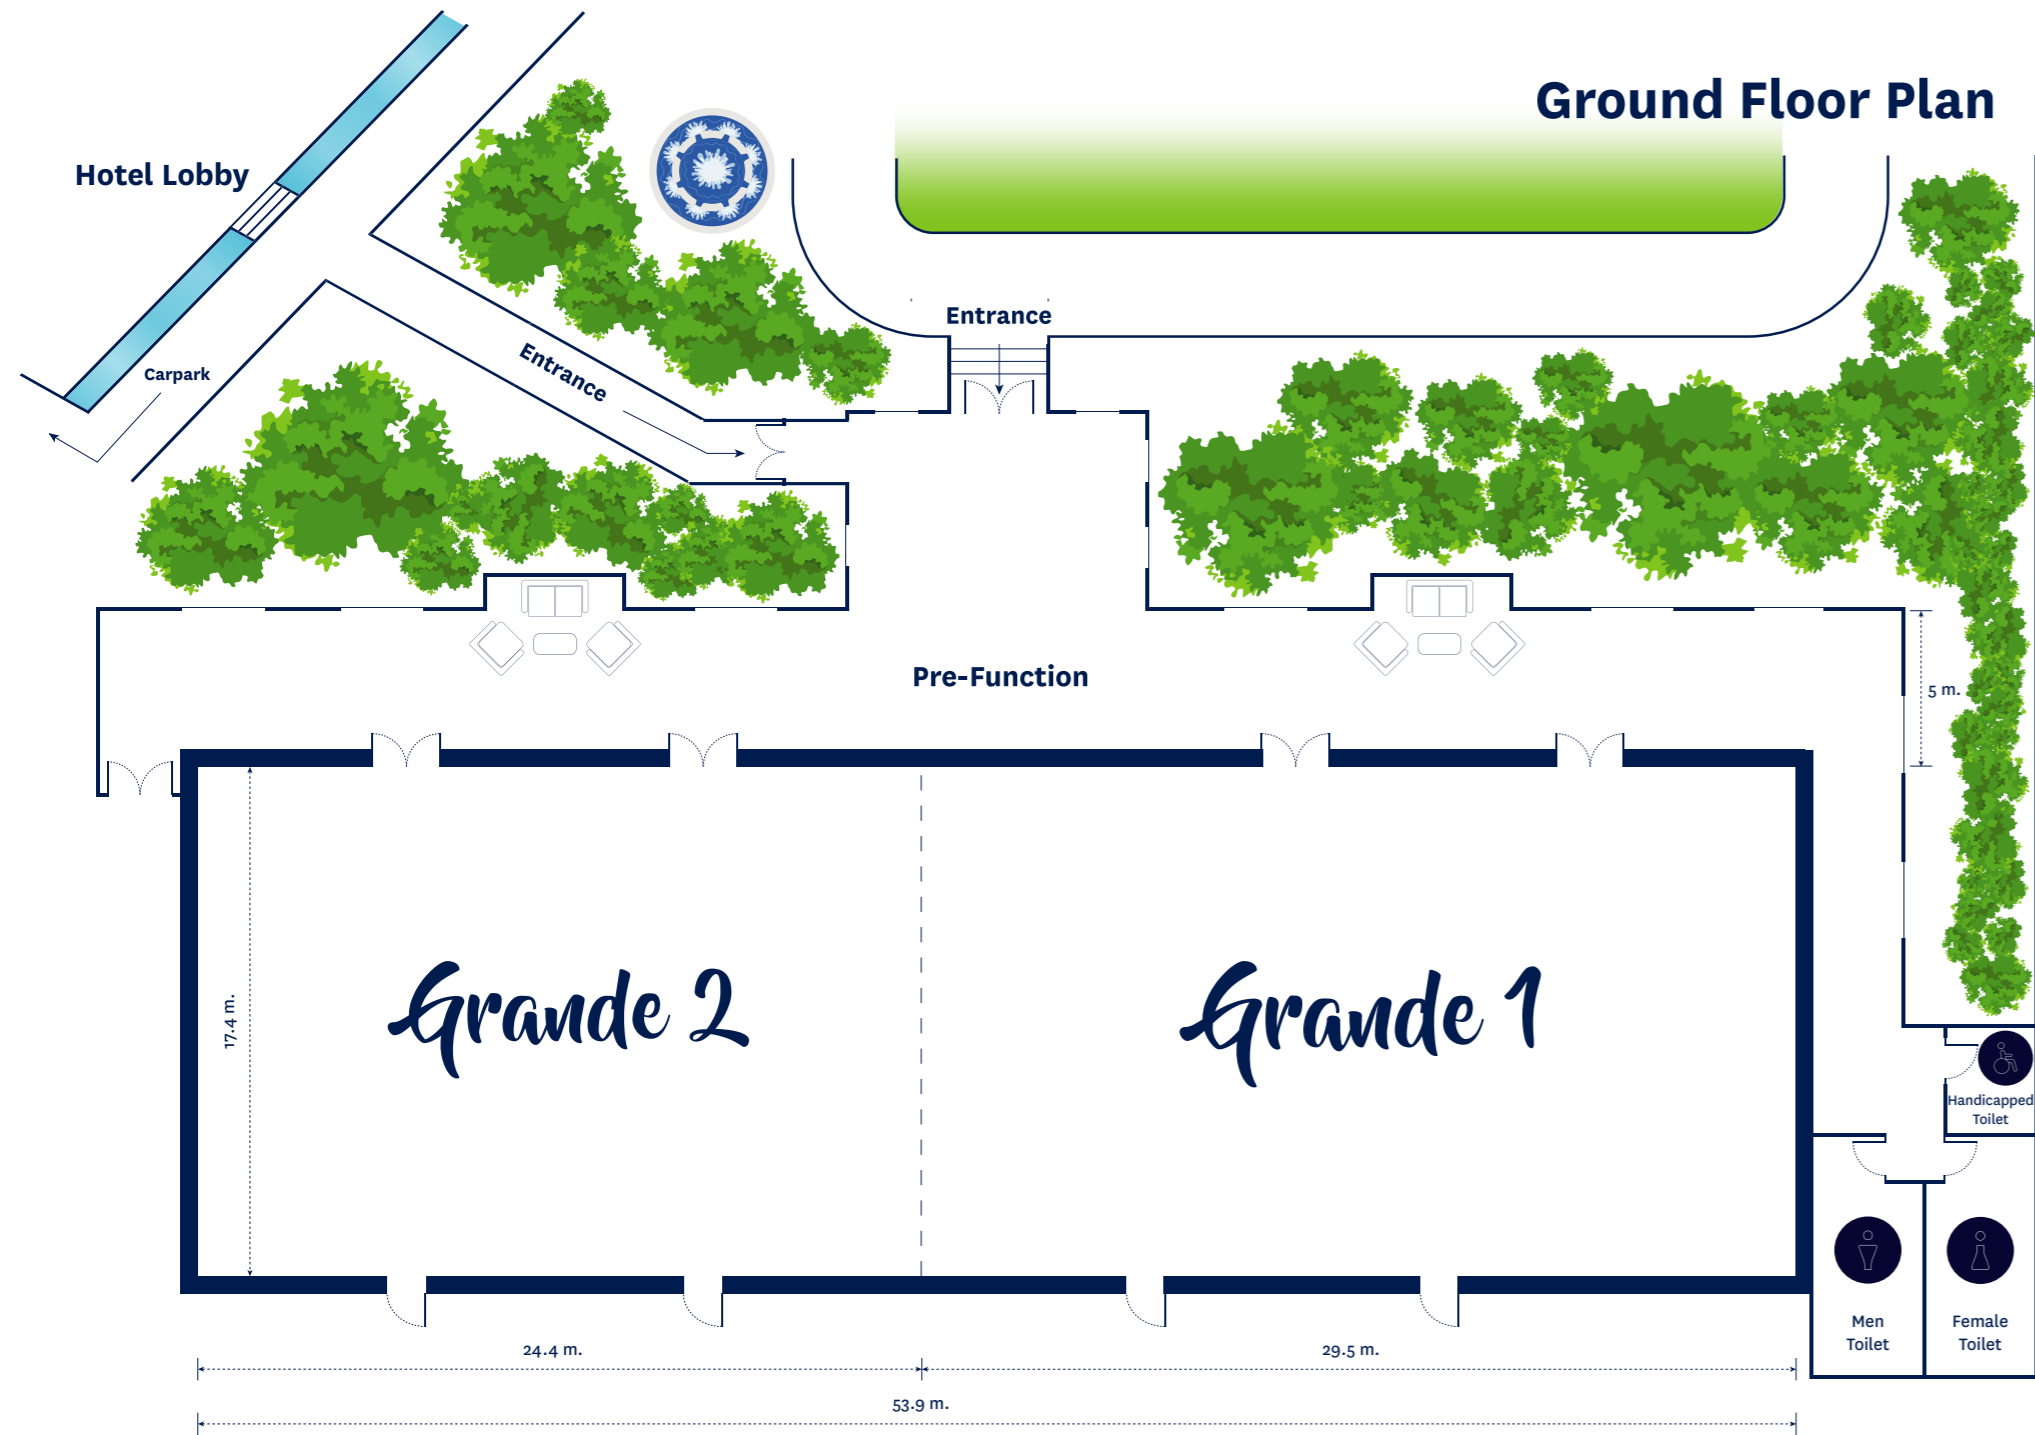 Ground Floor Plan
Hotel Lobby
Entrance
Entrance
Carpark
Pre-Function
5 m.
17.4 m.
Grande 2
Grande 1
Handicapped
Toilet
Men
Toilet
Female
Toilet
24.4 m.
29.5 m.
53.9 m.